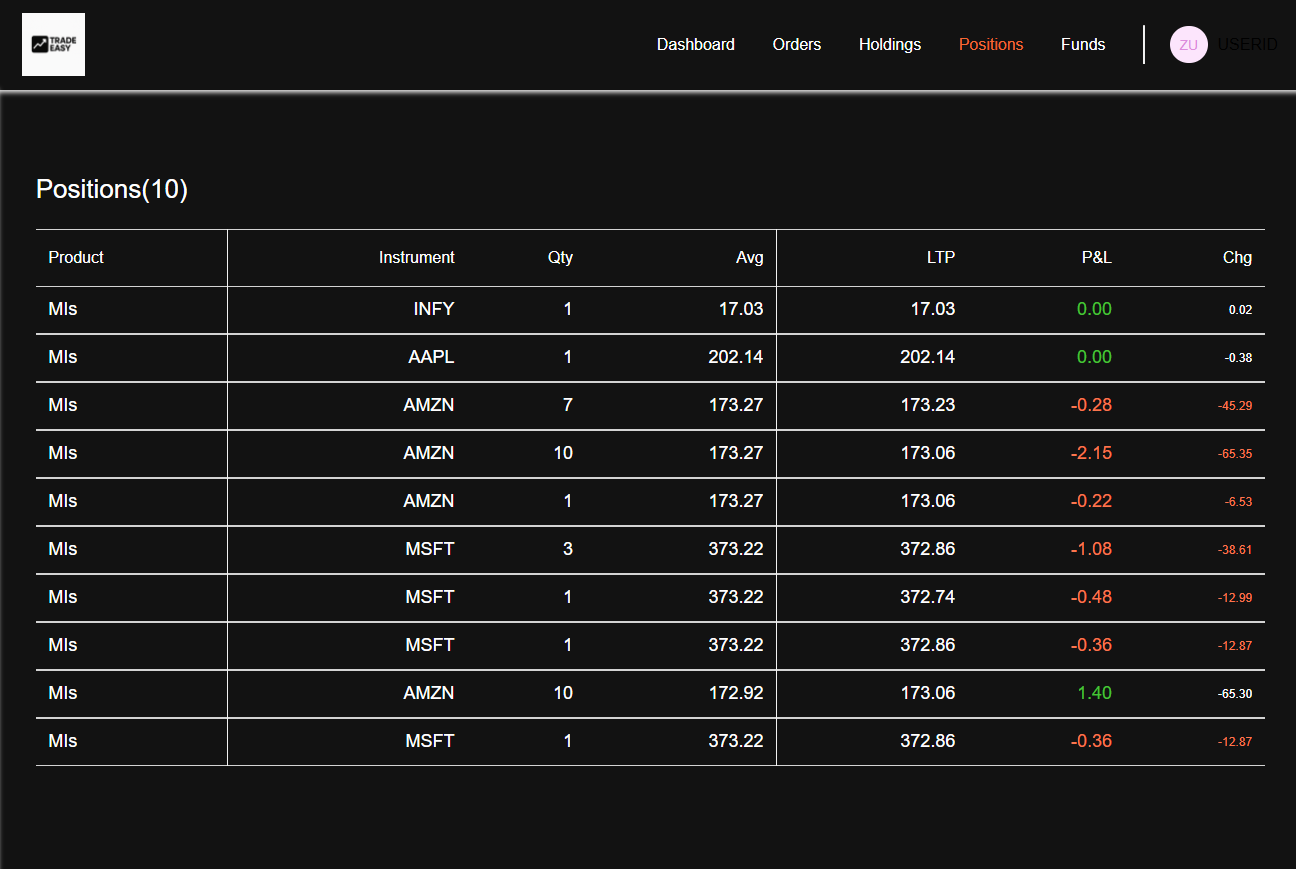 TRADE
EASY
Dashboard Orders Holdings Positions Funds ZU USERID
Positions(10)
Product Instrument Qty Avg LTP P&L Chg
MIs INFY 1 17.03 17.03 0.00 0.02
MIs AAPL 1 202.14 202.14 0.00 -0.38
MIs AMZN 7 173.27 173.23 -0.28 -45.29
MIs AMZN 10 173.27 173.06 -2.15 -65.35
MIs AMZN 1 173.27 173.06 -0.22 -6.53
MIs MSFT 3 373.22 372.86 -1.08 -38.61
MIs MSFT 1 373.22 372.74 -0.48 -12.99
MIs MSFT 1 373.22 372.86 -0.36 -12.87
MIs AMZN 10 172.92 173.06 1.40 -65.30
MIs MSFT 1 373.22 372.86 -0.36 -12.87